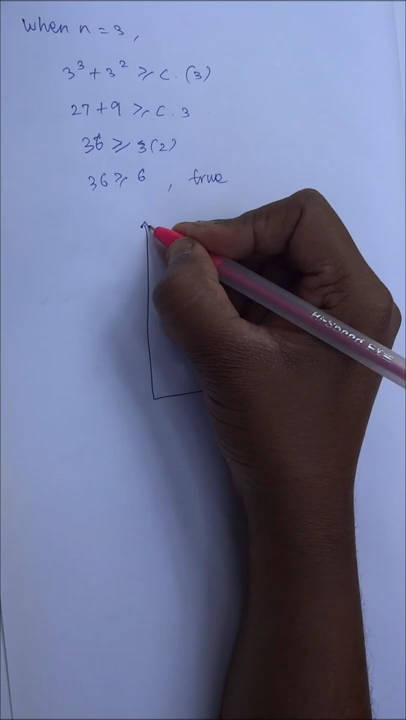 When n = 3,
3³ + 3² ≥ c. (3)
27 + 9 ≥ c. 3
36 ≥ 3(2)
36 ≥ 6, true